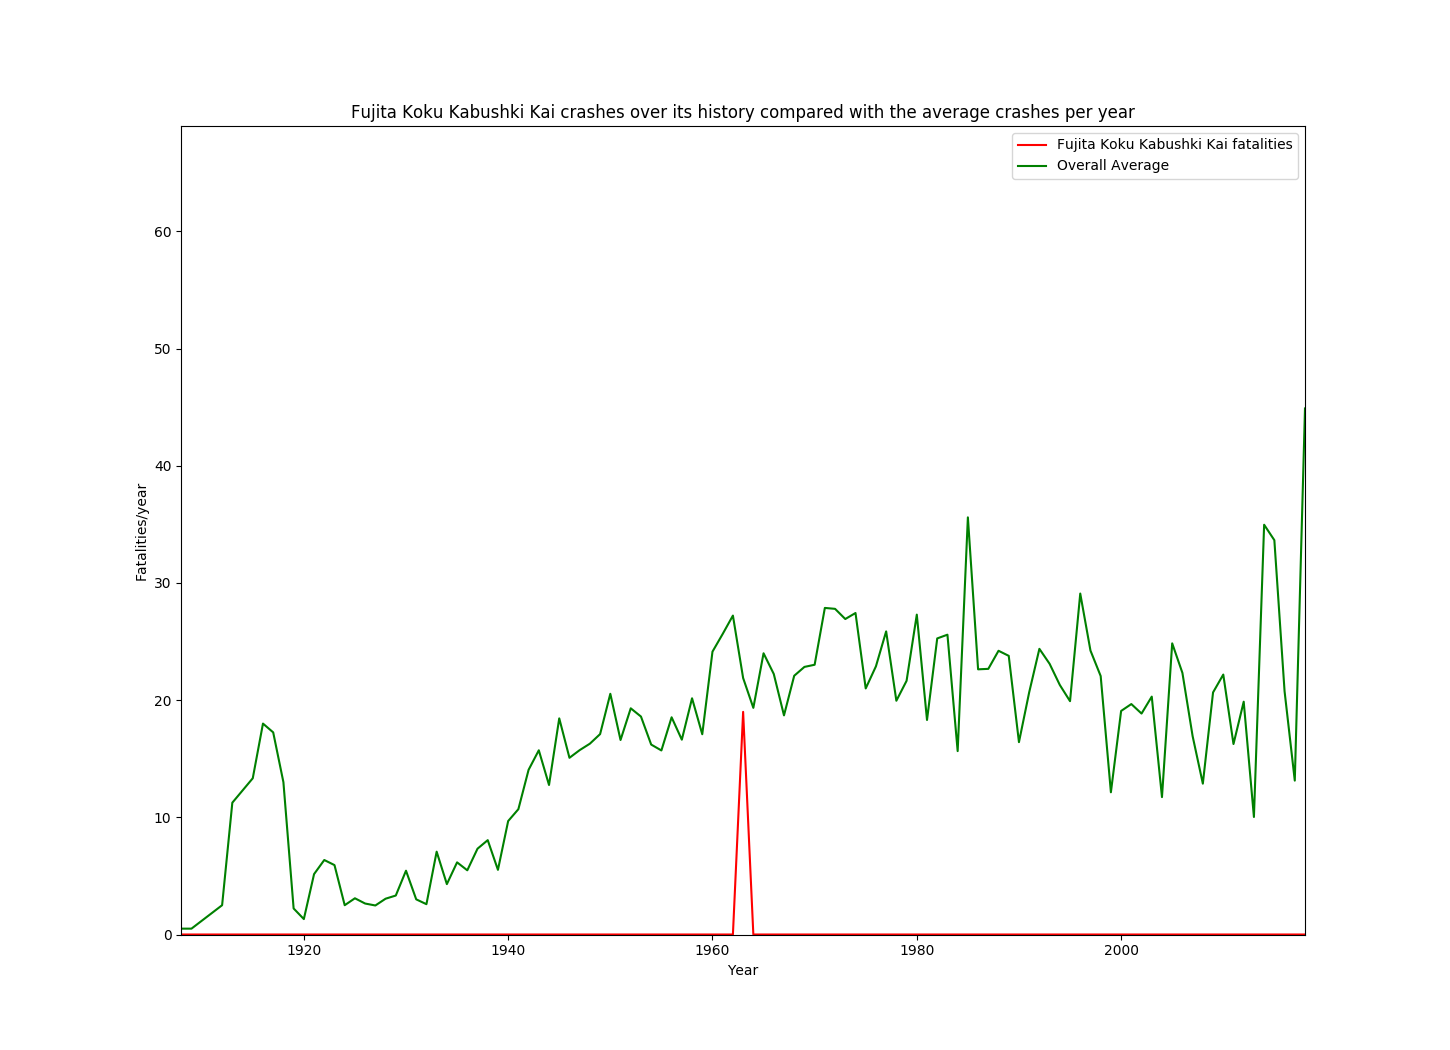 Fujita Koku Kabushki Kai crashes over its history compared with the average crashes per year
Fujita Koku Kabushki Kai fatalities
Overall Average
60
50
40
30
20
10
0
Fatalities/year
1920 1940 1960 1980 2000
Year